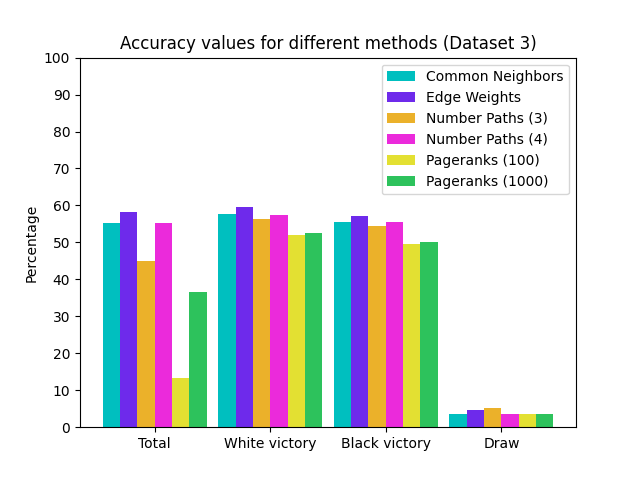 Accuracy values for different methods (Dataset 3)
Percentage
100
90
80
70
60
50
40
30
20
10
0
Common Neighbors
Edge Weights
Number Paths (3)
Number Paths (4)
Pageranks (100)
Pageranks (1000)
Total White victory Black victory Draw